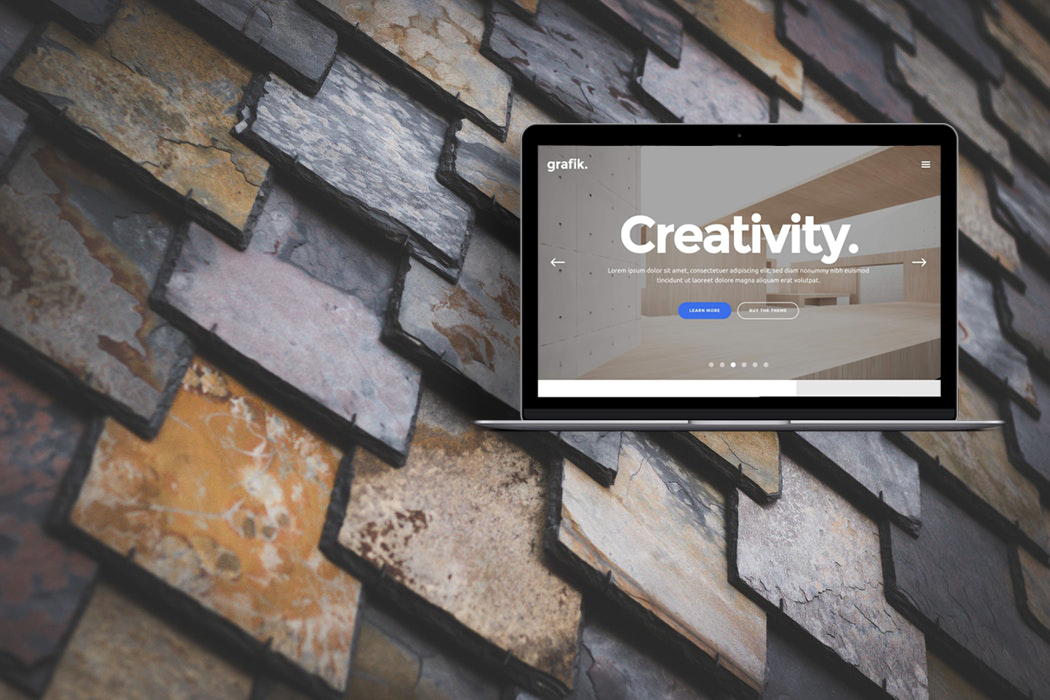 grafik.
Creativity.
Lorem ipsum dolor sit amet, consectetuer adipiscing elit, sed diam nonummy nibh euismod
tincidunt ut laoreet dolore magna aliquam erat volutpat.
LEARN MORE
BUY THE THEME